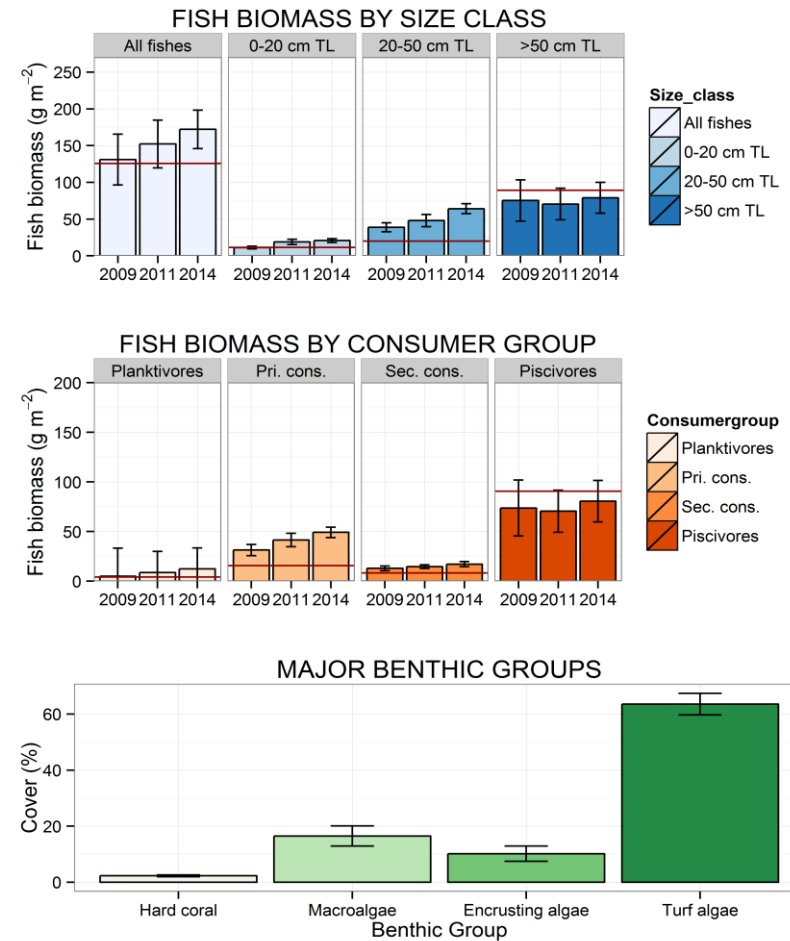 FISH BIOMASS BY SIZE CLASS
All fishes 0-20 cm TL 20-50 cm TL >50 cm TL
Fish biomass (g m⁻²)
250
200
150
100
50
0
2009 2011 2014 2009 2011 2014 2009 2011 2014 2009 2011 2014
Size_class
All fishes
0-20 cm TL
20-50 cm TL
>50 cm TL
FISH BIOMASS BY CONSUMER GROUP
Planktivores Pri. cons. Sec. cons. Piscivores
Fish biomass (g m⁻²)
200
150
100
50
0
2009 2011 2014 2009 2011 2014 2009 2011 2014 2009 2011 2014
Consumergroup
Planktivores
Pri. cons.
Sec. cons.
Piscivores
MAJOR BENTHIC GROUPS
Cover (%)
60
40
20
0
Hard coral Macroalgae Encrusting algae Turf algae
Benthic Group